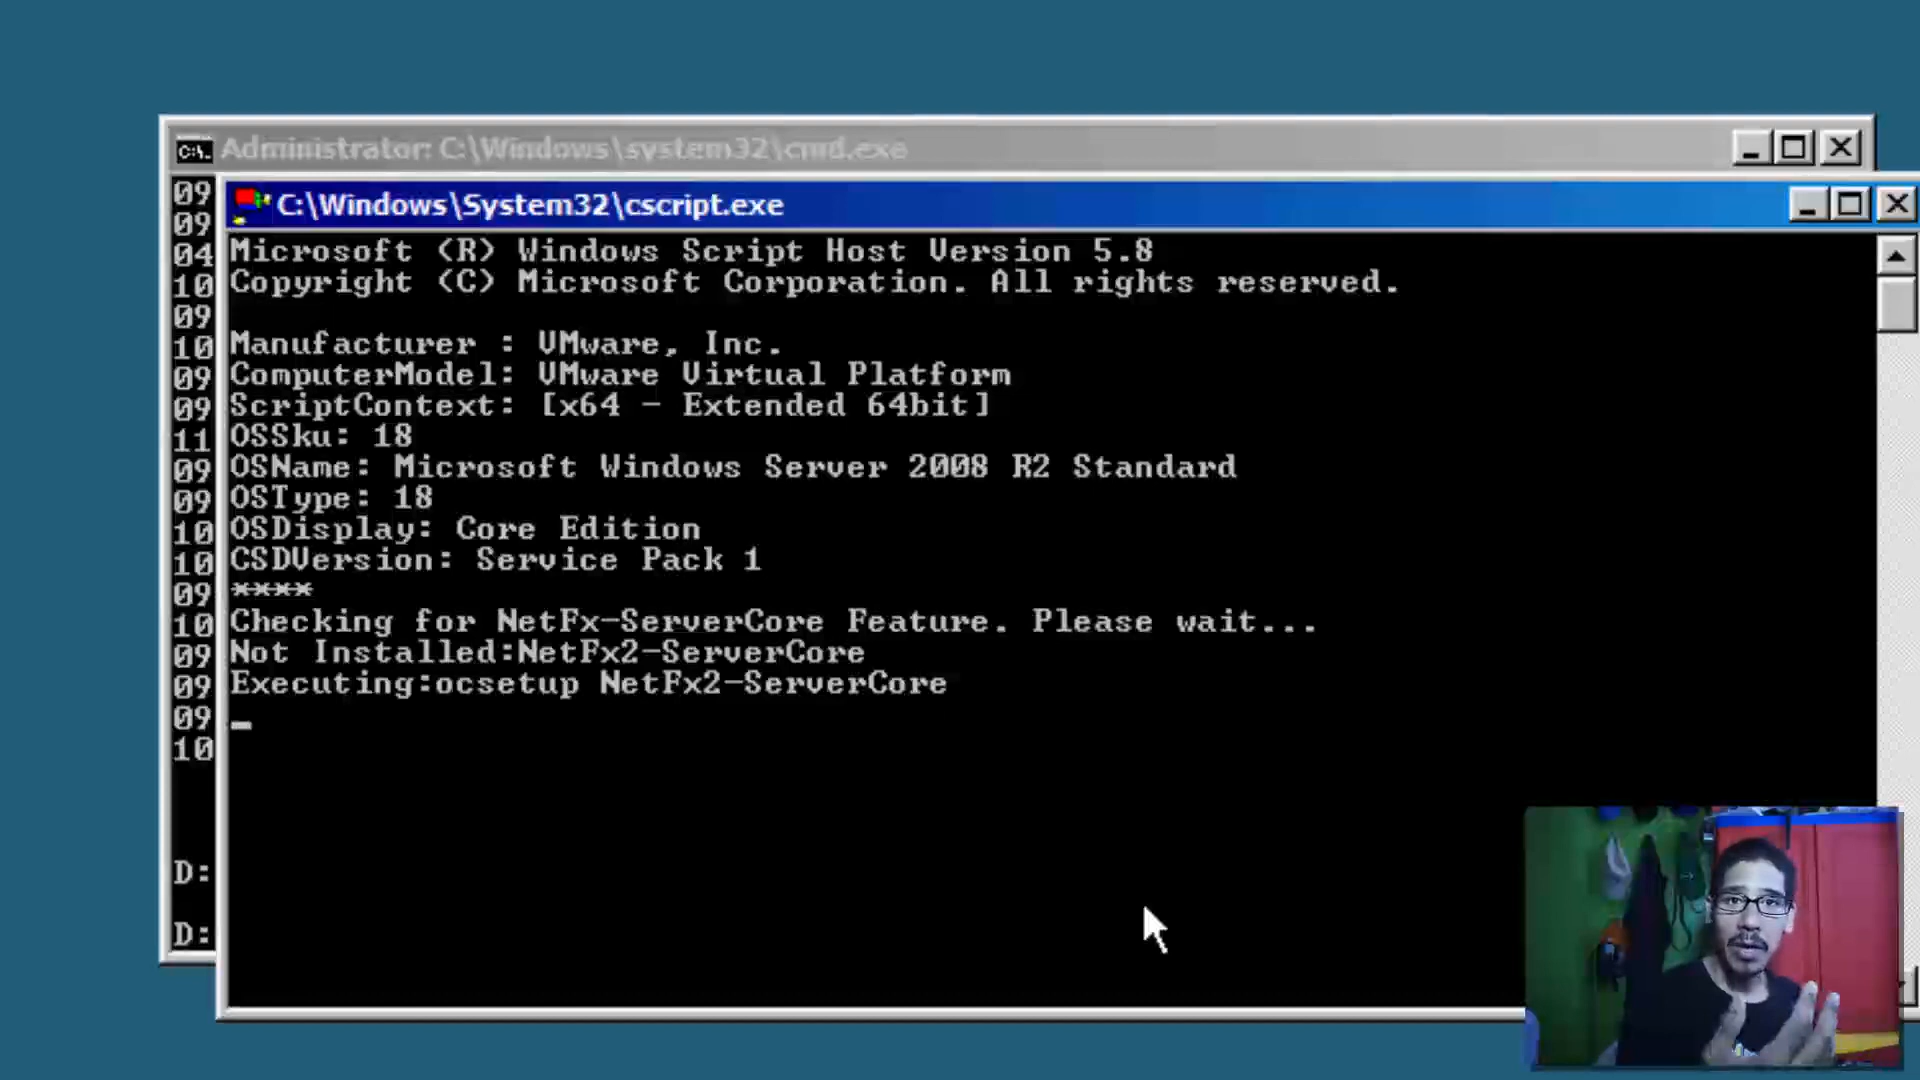 Administrator: C:\Windows\system32\cmd.exe
C:\Windows\System32\cscript.exe
09
09
04
10
09
10
09
09
11
09
09
10
10
09
10
09
09
09
10
D:
D:
Microsoft (R) Windows Script Host Version 5.8
Copyright (C) Microsoft Corporation. All rights reserved.
Manufacturer : VMware, Inc.
ComputerModel: VMware Virtual Platform
ScriptContext: [x64 - Extended 64bit]
OSSku: 18
OSName: Microsoft Windows Server 2008 R2 Standard
OSType: 18
OSDisplay: Core Edition
CSDVersion: Service Pack 1
****
Checking for NetFx-ServerCore Feature. Please wait...
Not Installed:NetFx2-ServerCore
Executing:ocsetup NetFx2-ServerCore